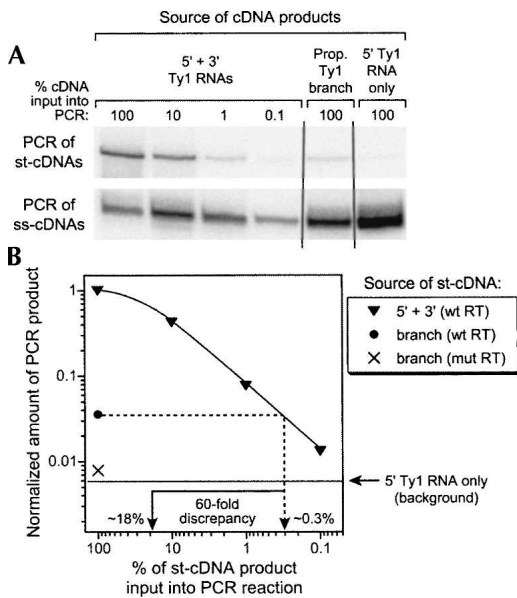 Source of cDNA products
A
5' + 3'
Ty1 RNAs
Prop.
Ty1
branch
5' Ty1
RNA
only
% cDNA
input into
PCR:
100 10 1 0.1 100 100
PCR of
st-cDNAs
PCR of
ss-cDNAs
B
Normalized amount of PCR product
1
0.1
0.01
Source of st-cDNA:
5' + 3' (wt RT)
branch (wt RT)
branch (mut RT)
5' Ty1 RNA only
(background)
60-fold
discrepancy
~18%
~0.3%
100 10 1 0.1
% of st-cDNA product
input into PCR reaction